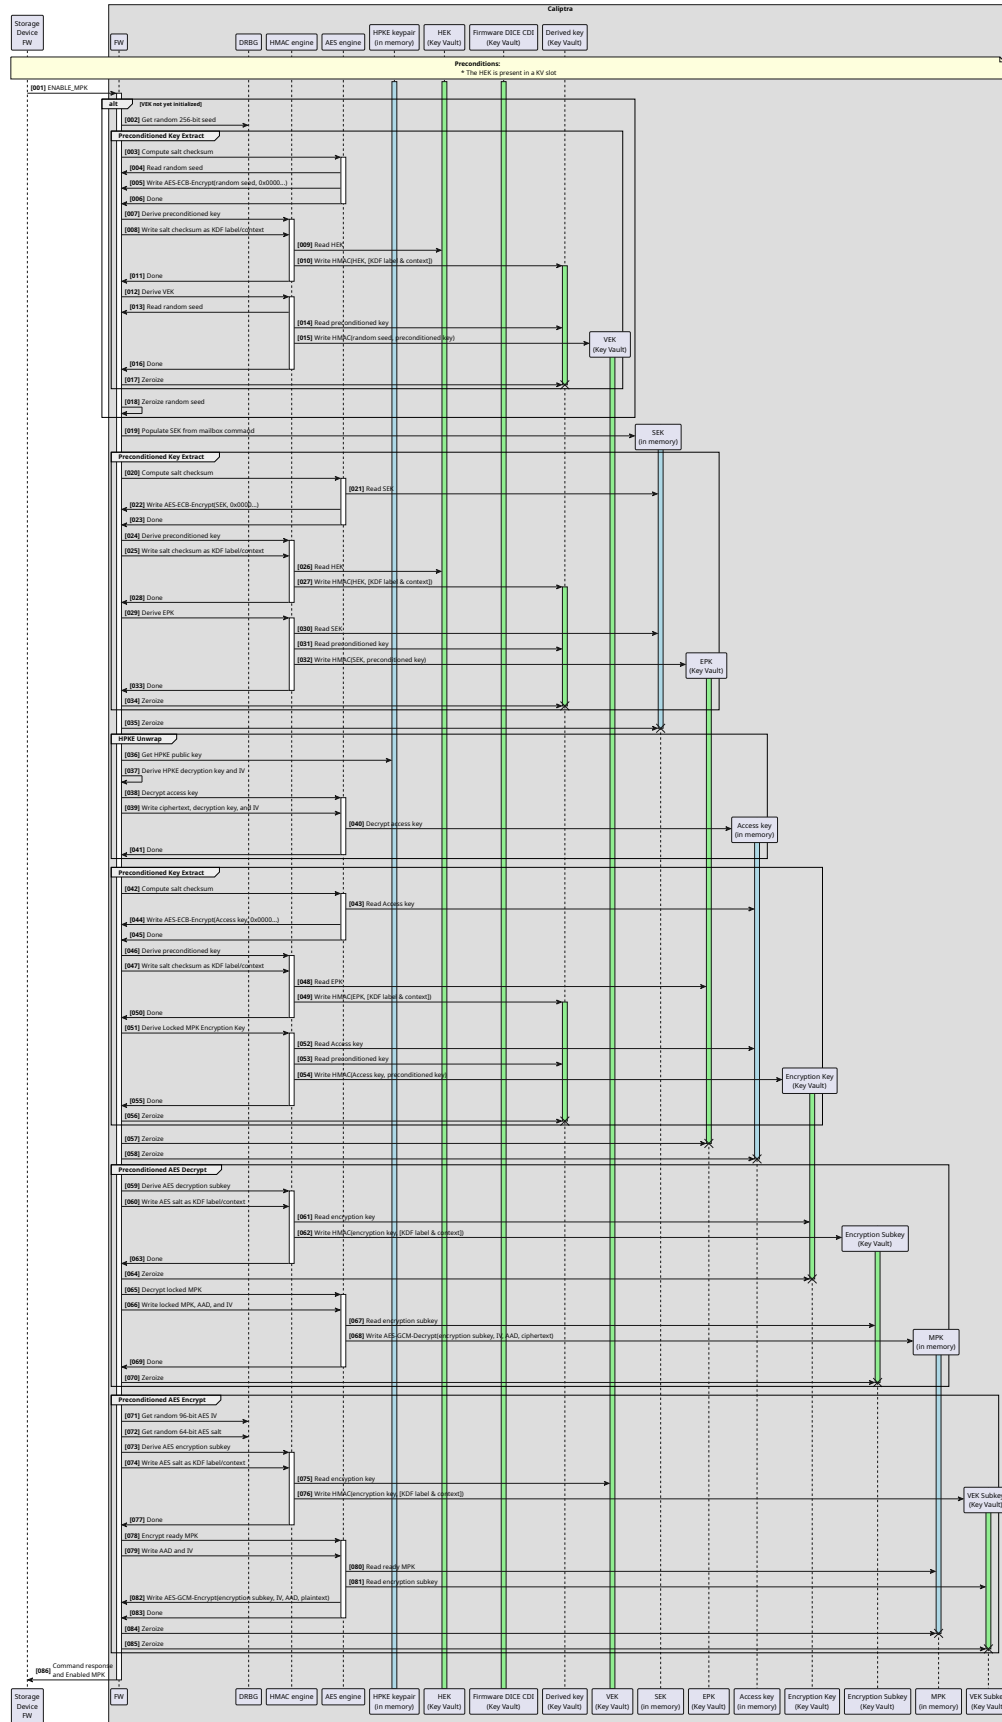 Caliptra
Storage
Device
FW
FW
DRBG
HMAC engine
AES engine
HPKE keypair
(in memory)
HEK
(Key Vault)
Firmware DICE CDI
(Key Vault)
Derived key
(Key Vault)
Preconditions:
* The HEK is present in a KV slot
[001] ENABLE_MPK
alt
[VEK not yet initialized]
[002] Get random 256-bit seed
Preconditioned Key Extract
[003] Compute salt checksum
[004] Read random seed
[005] Write AES-ECB-Encrypt(random seed, 0x0000...)
[006] Done
[007] Derive preconditioned key
[008] Write salt checksum as KDF label/context
[009] Read HEK
[010] Write HMAC(HEK, [KDF label & context])
[011] Done
[012] Derive VEK
[013] Read random seed
[014] Read preconditioned key
[015] Write HMAC(random seed, preconditioned key)
VEK
(Key Vault)
[016] Done
[017] Zeroize
[018] Zeroize random seed
[019] Populate SEK from mailbox command
SEK
(in memory)
Preconditioned Key Extract
[020] Compute salt checksum
[021] Read SEK
[022] Write AES-ECB-Encrypt(SEK, 0x0000...)
[023] Done
[024] Derive preconditioned key
[025] Write salt checksum as KDF label/context
[026] Read HEK
[027] Write HMAC(HEK, [KDF label & context])
[028] Done
[029] Derive EPK
[030] Read SEK
[031] Read preconditioned key
[032] Write HMAC(SEK, preconditioned key)
EPK
(Key Vault)
[033] Done
[034] Zeroize
[035] Zeroize
HPKE Unwrap
[036] Get HPKE public key
[037] Derive HPKE decryption key and IV
[038] Decrypt access key
[039] Write ciphertext, decryption key, and IV
[040] Decrypt access key
Access key
(in memory)
[041] Done
Preconditioned Key Extract
[042] Compute salt checksum
[043] Read Access key
[044] Write AES-ECB-Encrypt(Access key, 0x0000...)
[045] Done
[046] Derive preconditioned key
[047] Write salt checksum as KDF label/context
[048] Read EPK
[049] Write HMAC(EPK, [KDF label & context])
[050] Done
[051] Derive Locked MPK Encryption Key
[052] Read Access key
[053] Read preconditioned key
[054] Write HMAC(Access key, preconditioned key)
Encryption Key
(Key Vault)
[055] Done
[056] Zeroize
[057] Zeroize
[058] Zeroize
Preconditioned AES Decrypt
[059] Derive AES decryption subkey
[060] Write AES salt as KDF label/context
[061] Read encryption key
[062] Write HMAC(encryption key, [KDF label & context])
Encryption Subkey
(Key Vault)
[063] Done
[064] Zeroize
[065] Decrypt locked MPK
[066] Write locked MPK, AAD, and IV
[067] Read encryption subkey
[068] Write AES-GCM-Decrypt(encryption subkey, IV, AAD, ciphertext)
MPK
(in memory)
[069] Done
[070] Zeroize
Preconditioned AES Encrypt
[071] Get random 96-bit AES IV
[072] Get random 64-bit AES salt
[073] Derive AES encryption subkey
[074] Write AES salt as KDF label/context
[075] Read encryption key
[076] Write HMAC(encryption key, [KDF label & context])
VEK Subkey
(Key Vault)
[077] Done
[078] Encrypt ready MPK
[079] Write AAD and IV
[080] Read ready MPK
[081] Read encryption subkey
[082] Write AES-GCM-Encrypt(encryption subkey, IV, AAD, plaintext)
[083] Done
[084] Zeroize
[085] Zeroize
[086] Command response
and Enabled MPK
Storage
Device
FW
FW
DRBG
HMAC engine
AES engine
HPKE keypair
(in memory)
HEK
(Key Vault)
Firmware DICE CDI
(Key Vault)
Derived key
(Key Vault)
VEK
(Key Vault)
SEK
(in memory)
EPK
(Key Vault)
Access key
(in memory)
Encryption Key
(Key Vault)
Encryption Subkey
(Key Vault)
MPK
(in memory)
VEK Subke
(Key Vault